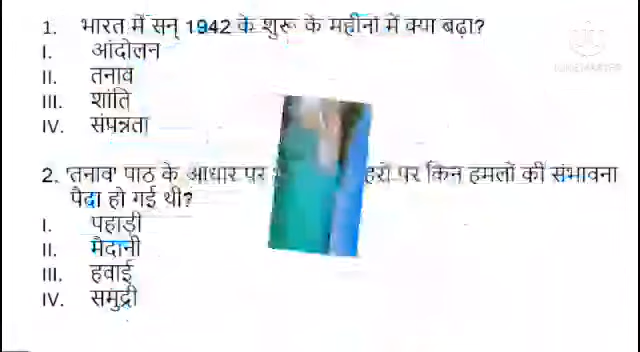 1. भारत में सन् 1942 के शुरू के महीनों में क्या बढ़ा?
I. आंदोलन
II. तनाव
III. शांति
IV. संपन्नता
2. 'तनाव' पाठ के आधार पर पर किन हमलों की संभावना
पैदा हो गई थी?
I. पहाड़ी
II. मैदानी
III. हवाई
IV. समुद्री